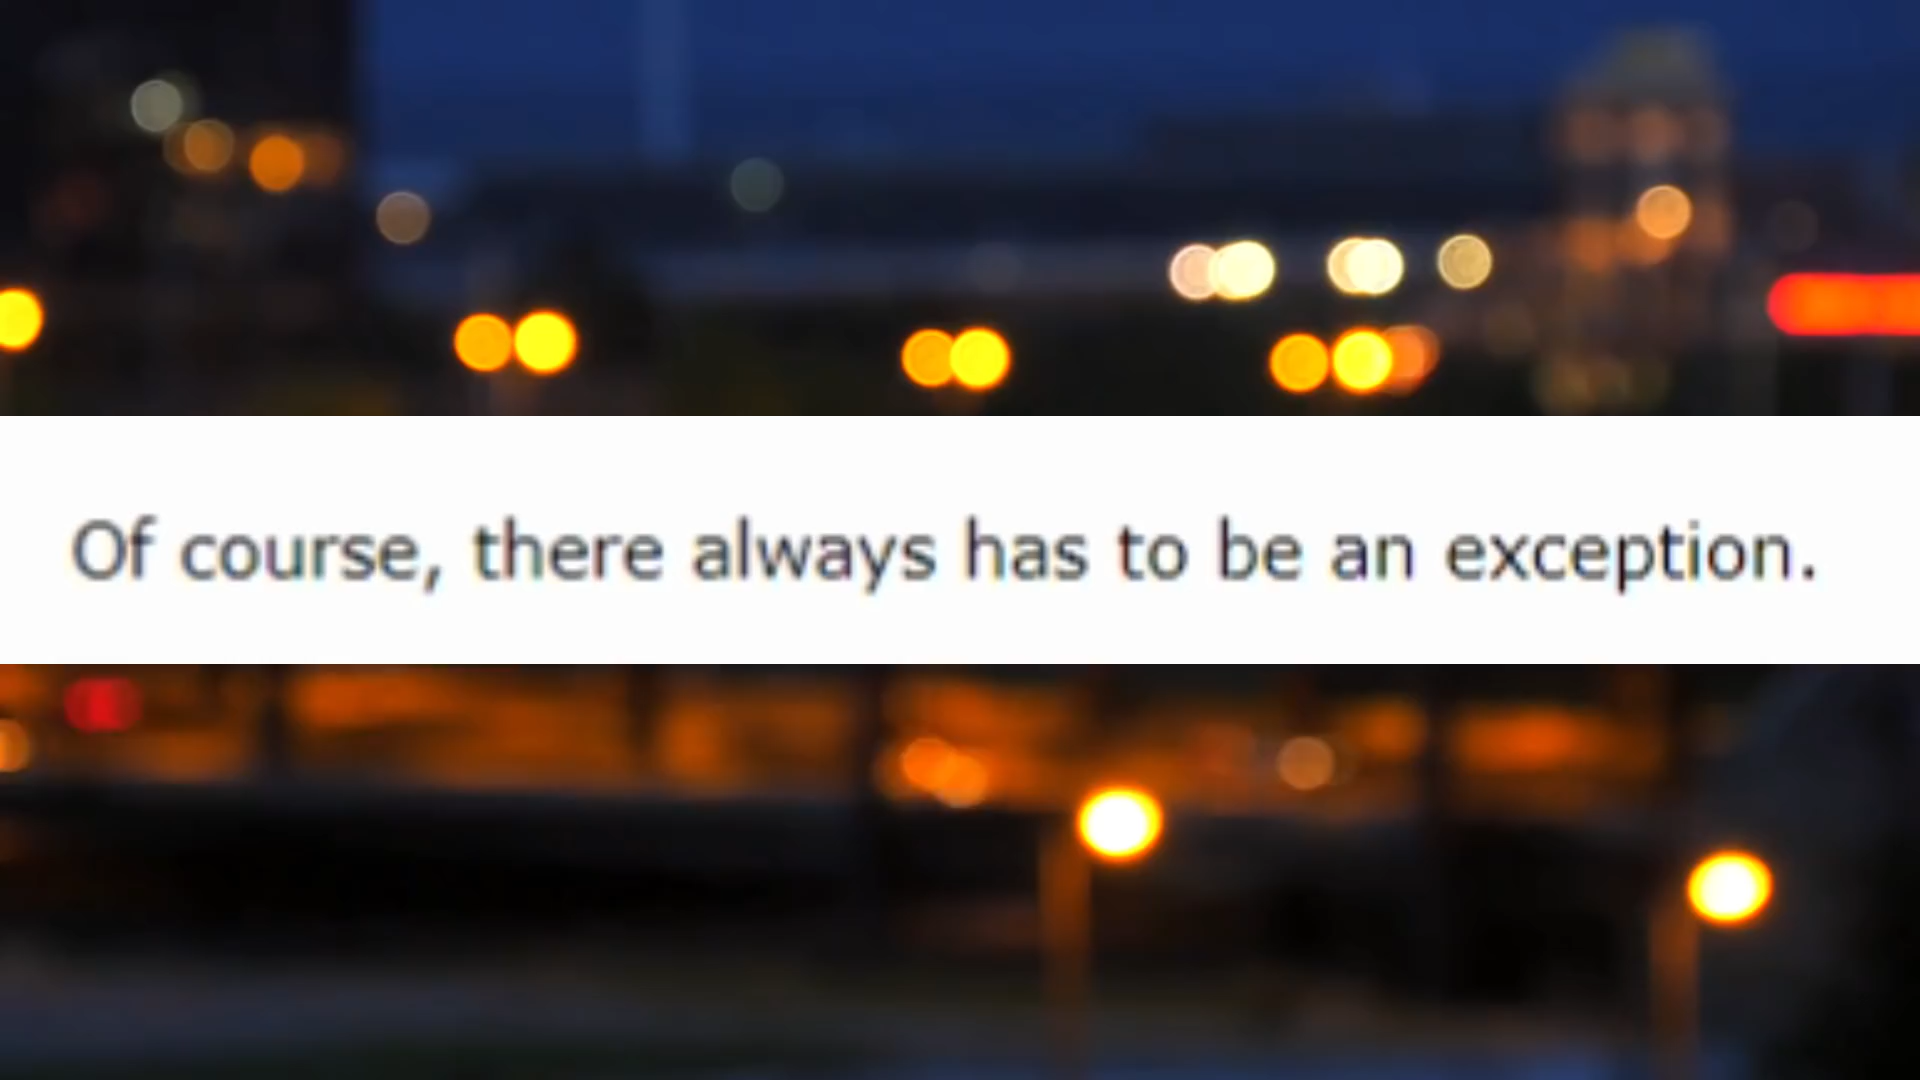 Of course, there always has to be an exception.